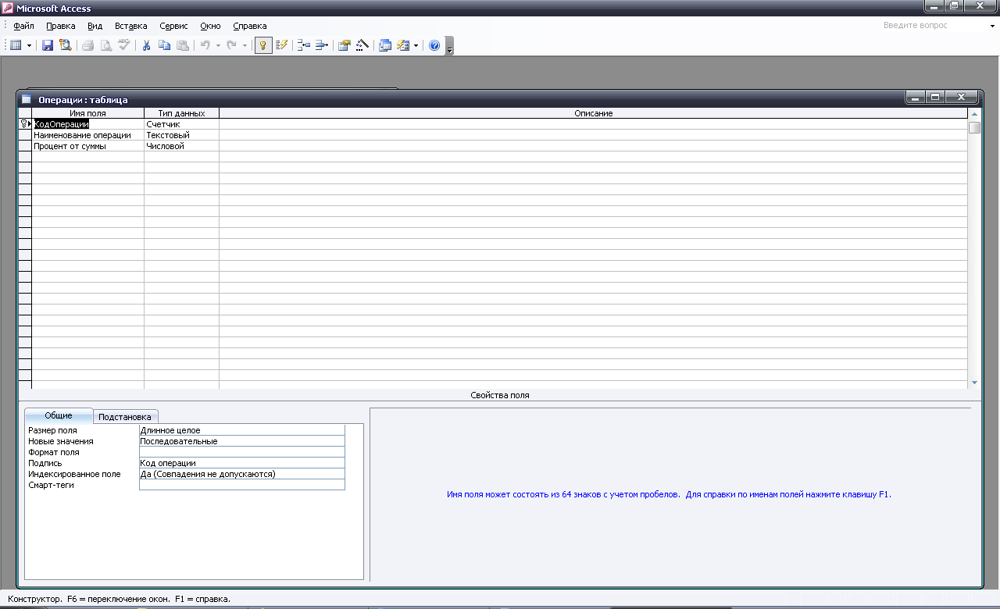 Microsoft Access
Файл Правка Вид Вставка Сервис Окно Справка Введите вопрос
Операции : таблица
Имя поля Тип данных Описание
КодОперации Счетчик
Наименование операции Текстовый
Процент от суммы Числовой
Свойства поля
Общие Подстановка
Размер поля Длинное целое
Новые значения Последовательные
Формат поля
Подпись Код операции
Индексированное поле Да (Совпадения не допускаются)
Смарт-теги
Имя поля может состоять из 64 знаков с учетом пробелов. Для справки по именам полей нажмите клавишу F1.
Конструктор. F6 = переключение окон. F1 = справка.